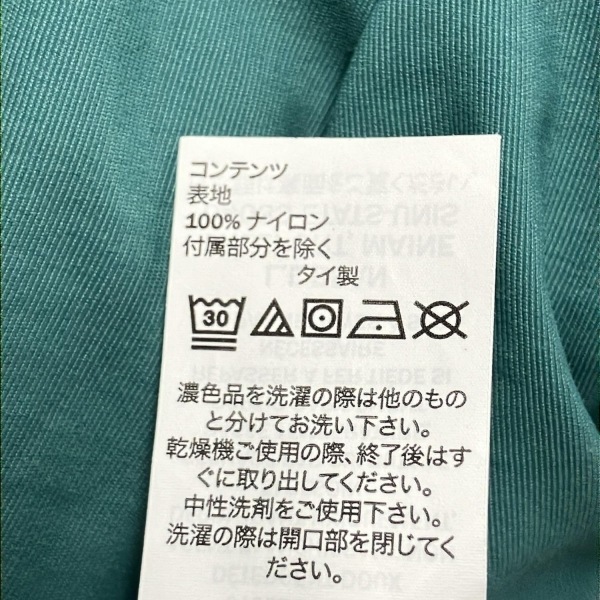 コンテンツ
表地
100% ナイロン
付属部分を除く
タイ製
30
濃色品を洗濯の際は他のもの
と分けてお洗い下さい。
乾燥機ご使用の際、終了後はす
ぐに取り出してください。
中性洗剤をご使用下さい。
洗濯の際は開口部を閉じてく
ださい。